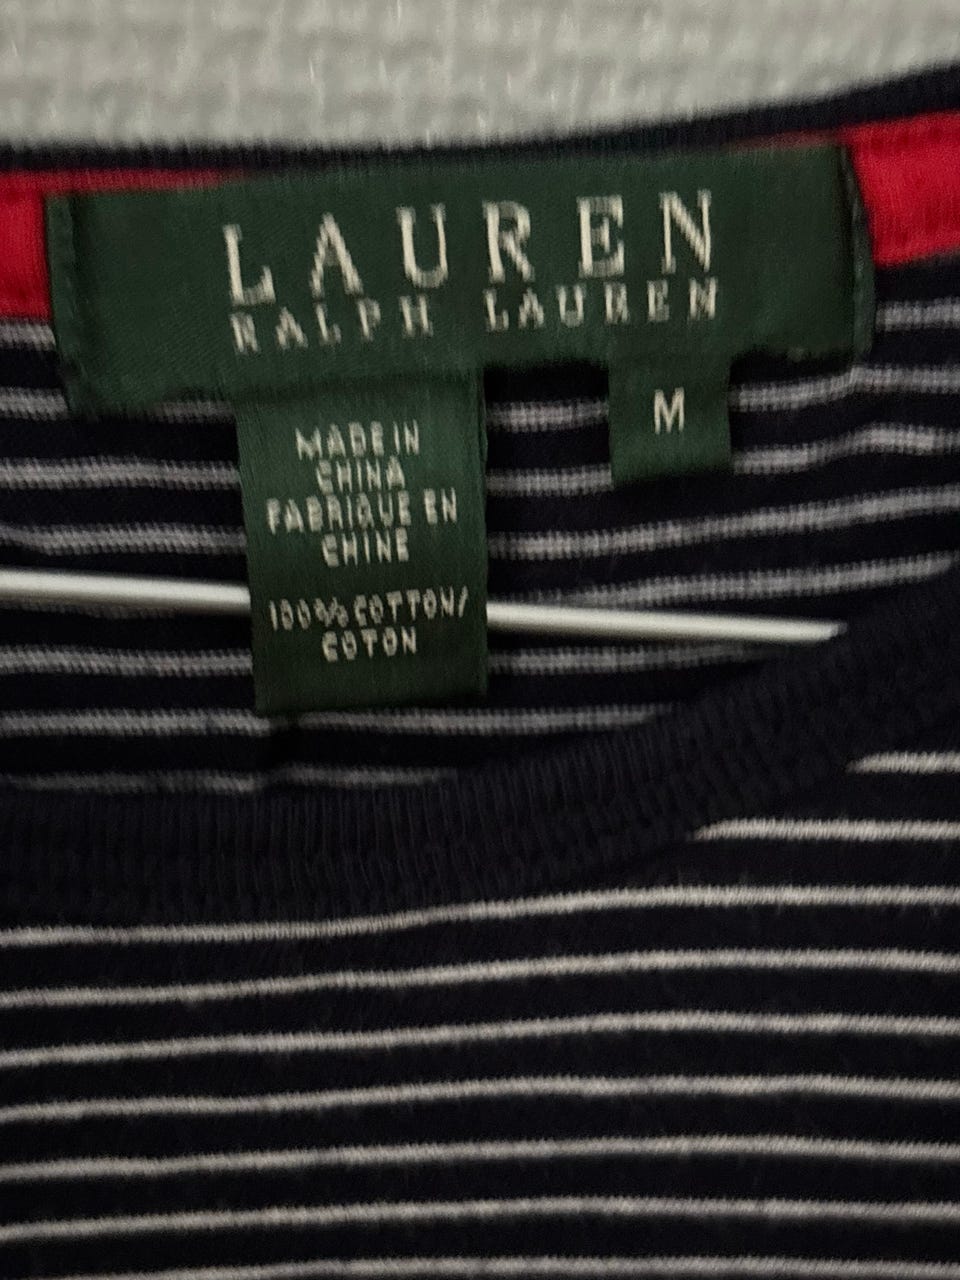 LAUREN
RALPH LAUREN
M
MADE IN
CHINA
FABRIQUE EN
CHINE
100% COTTON/
COTON